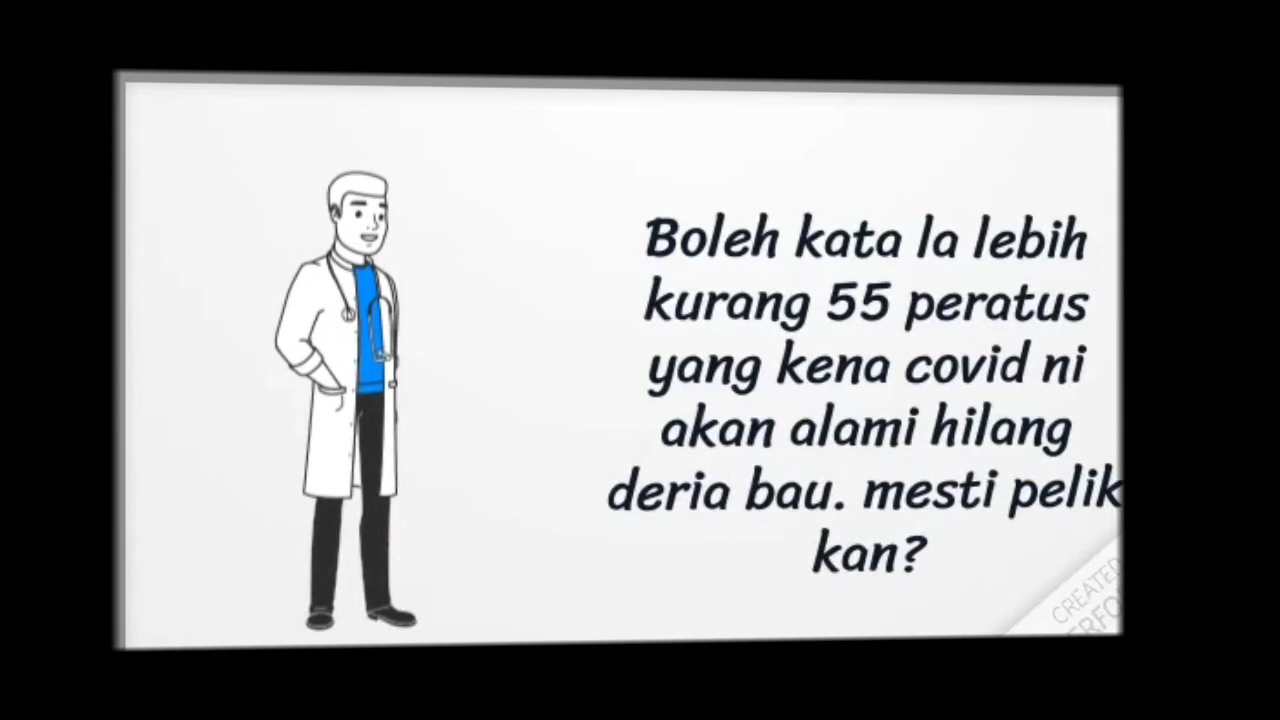 Boleh kata la lebih
kurang 55 peratus
yang kena covid ni
akan alami hilang
deria bau. mesti pelik
kan?
CREATED